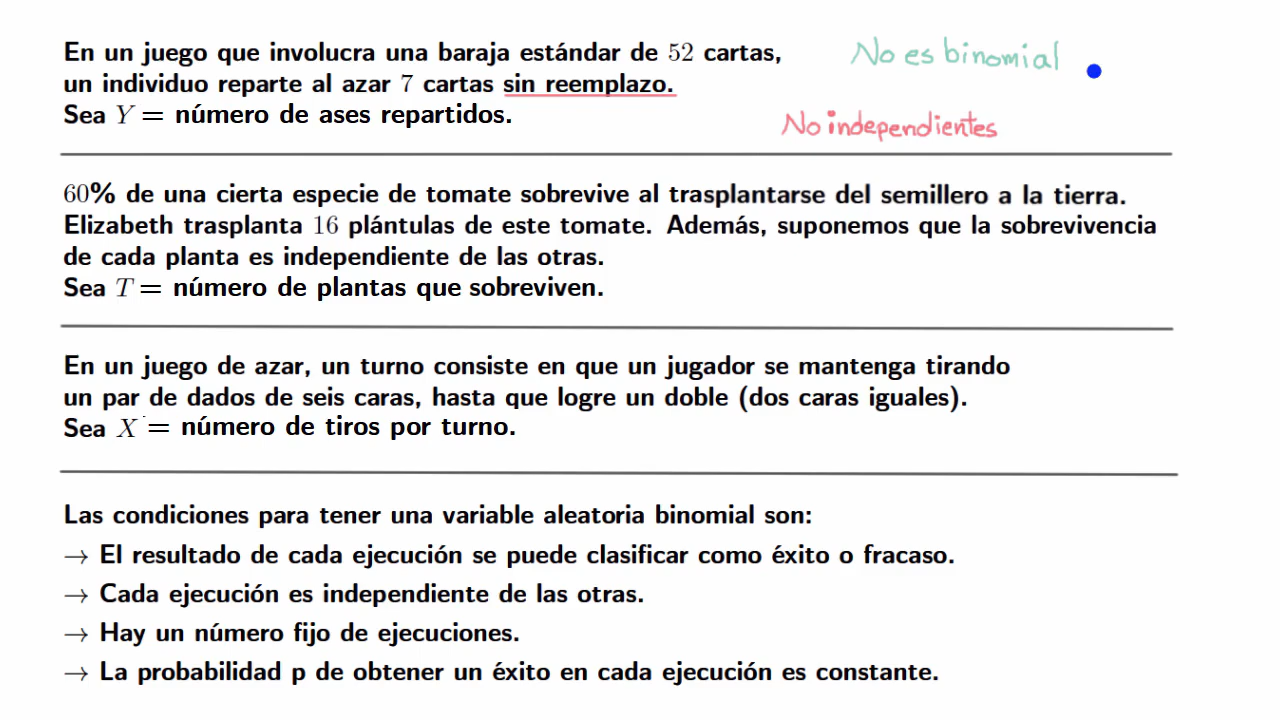 En un juego que involucra una baraja estándar de 52 cartas,
No es binomial
un individuo reparte al azar 7 cartas sin reemplazo.
Sea Y = número de ases repartidos.
No independientes
60% de una cierta especie de tomate sobrevive al trasplantarse del semillero a la tierra.
Elizabeth trasplanta 16 plántulas de este tomate. Además, suponemos que la sobrevivencia
de cada planta es independiente de las otras.
Sea T = número de plantas que sobreviven.
En un juego de azar, un turno consiste en que un jugador se mantenga tirando
un par de dados de seis caras, hasta que logre un doble (dos caras iguales).
Sea X = número de tiros por turno.
Las condiciones para tener una variable aleatoria binomial son:
→ El resultado de cada ejecución se puede clasificar como éxito o fracaso.
→ Cada ejecución es independiente de las otras.
→ Hay un número fijo de ejecuciones.
→ La probabilidad p de obtener un éxito en cada ejecución es constante.